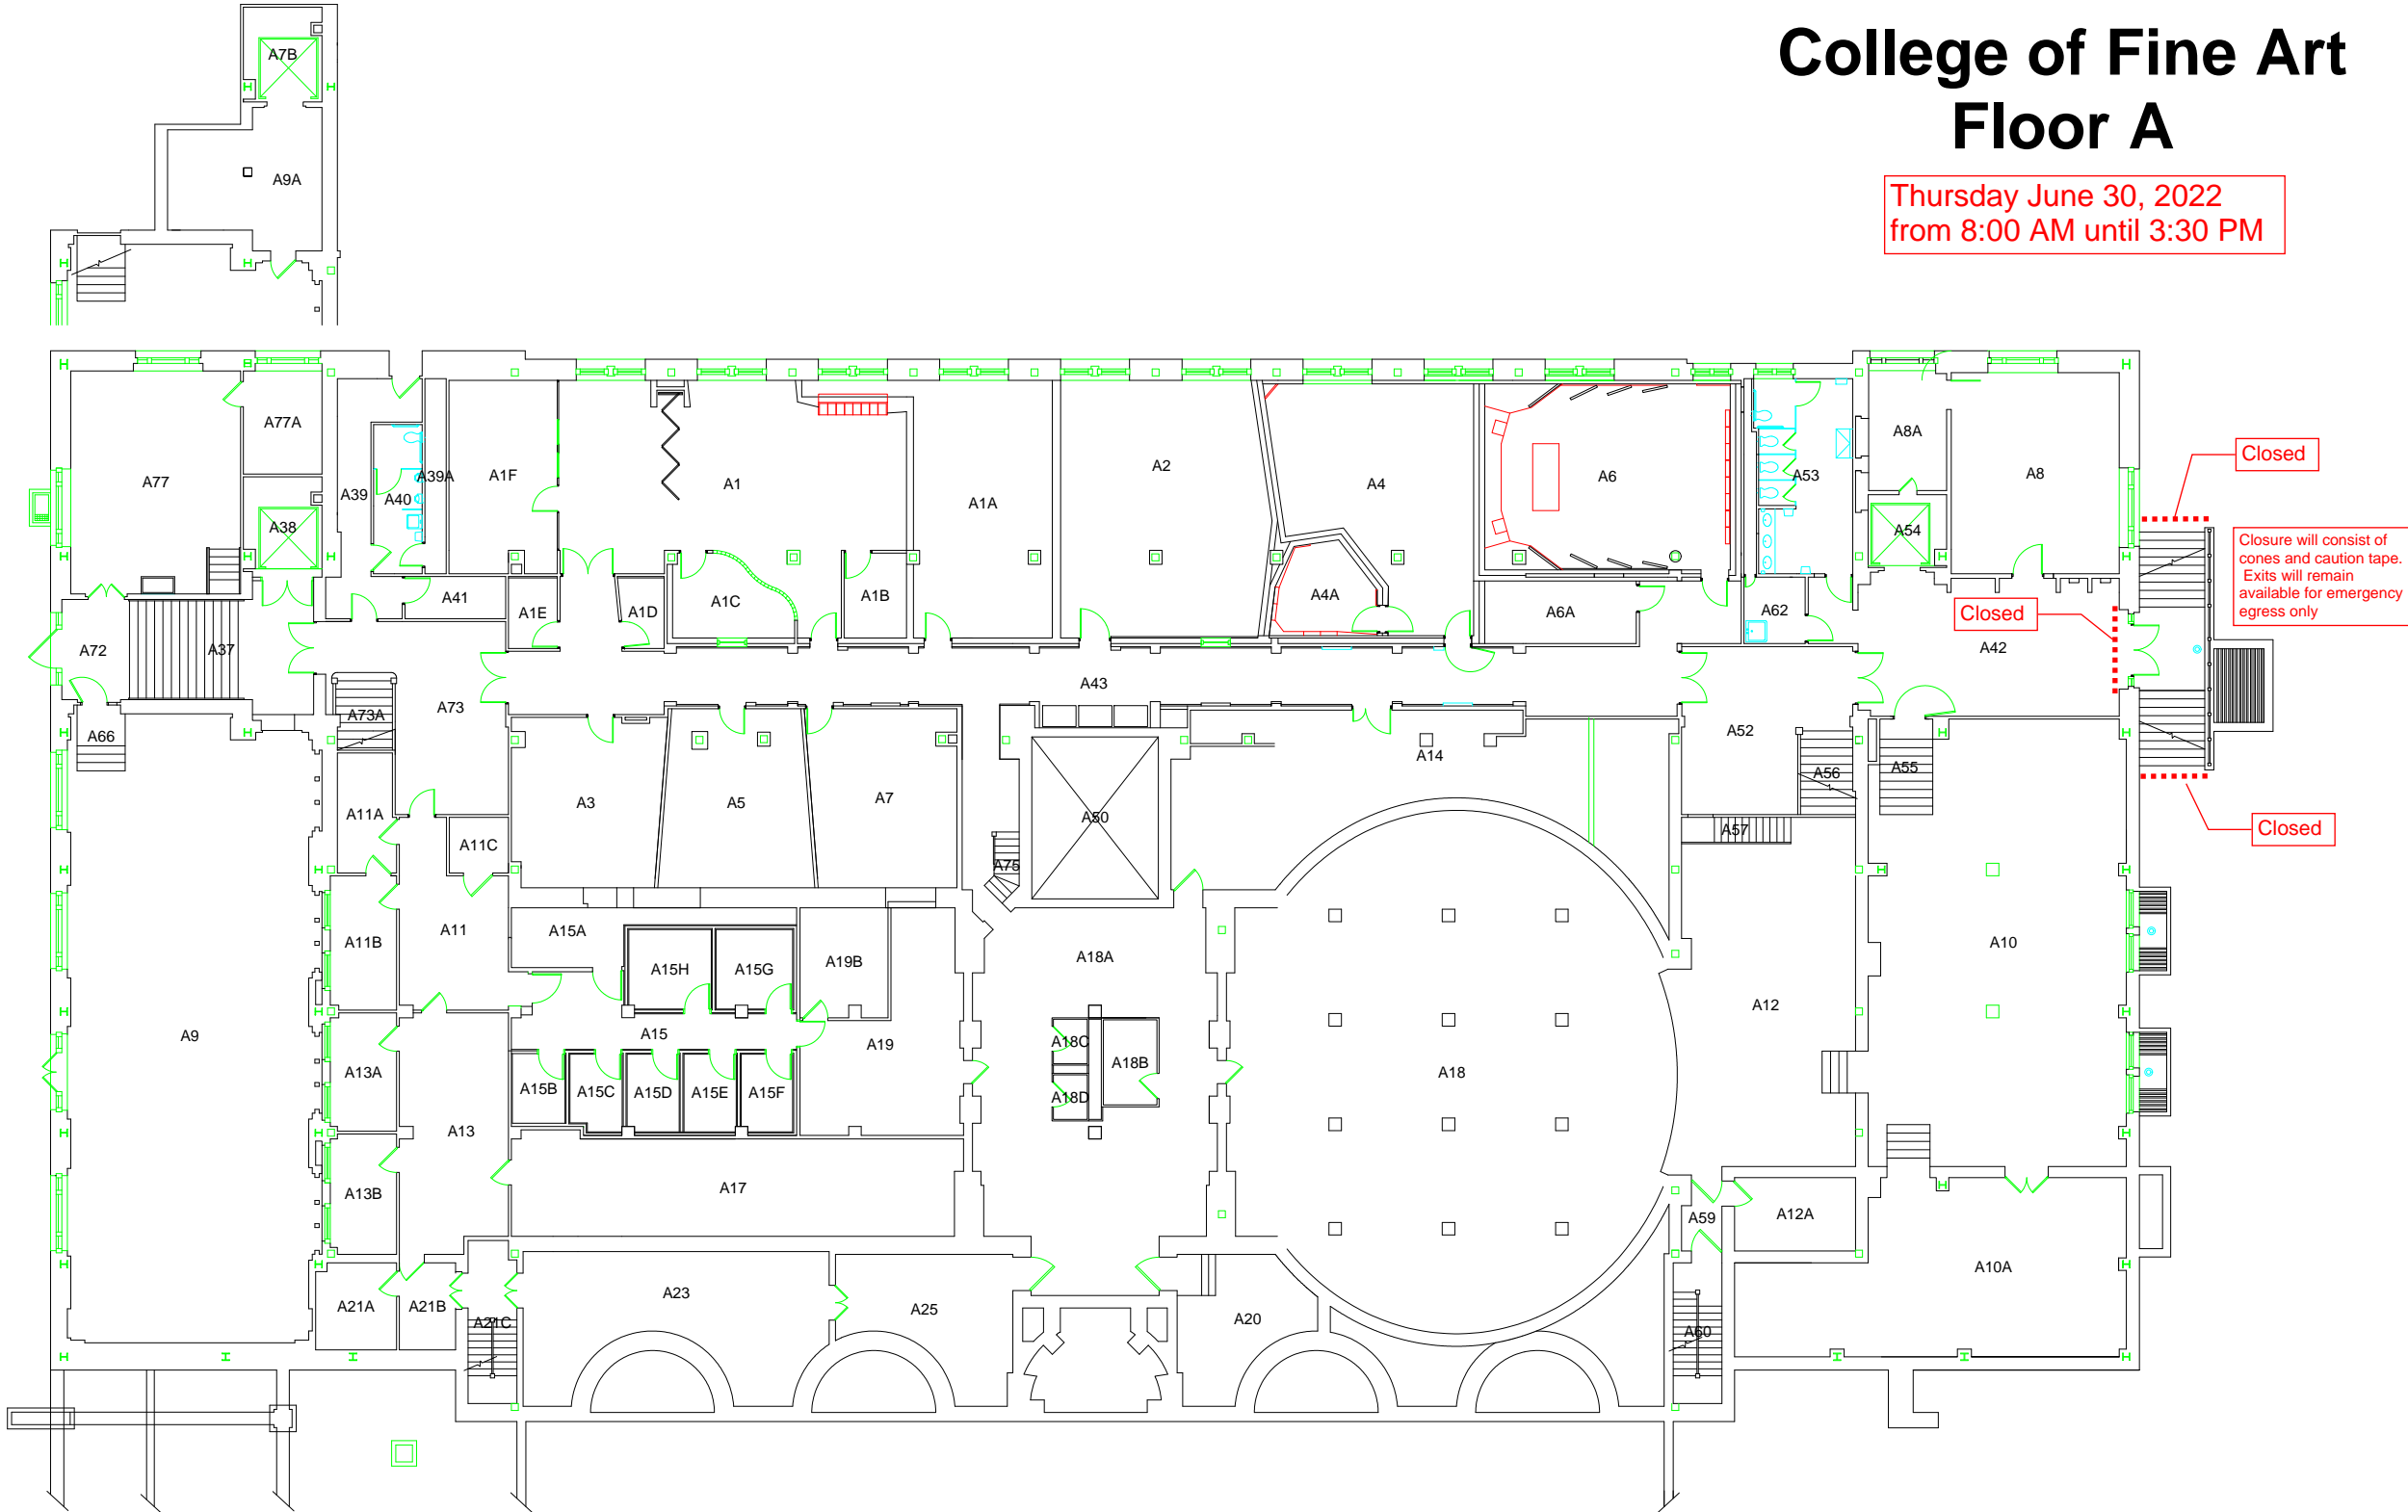 College of Fine Art
Floor A
Thursday June 30, 2022
from 8:00 AM until 3:30 PM
A7B
A9A
A77
A77A
A38
A39
A40
A39A
A1F
A1
A1A
A2
A4
A6
A53
A8A
A8
A54
Closed
Closure will consist of
cones and caution tape.
Exits will remain
available for emergency
egress only
Closed
A41
A1E
A1D
A1C
A1B
A4A
A6A
A62
A42
A72
A37
A73
A43
A73A
A66
A52
A56
A55
A14
A3
A5
A7
A50
A57
A75
Closed
A11A
A11C
A11B
A11
A15A
A15H
A15G
A19B
A18A
A10
A12
A9
A15
A19
A18C
A18B
A18
A13A
A15B
A15C
A15D
A15E
A15F
A18D
A13
A13B
A17
A59
A12A
A10A
A21A
A21B
A21C
A23
A25
A20
A60